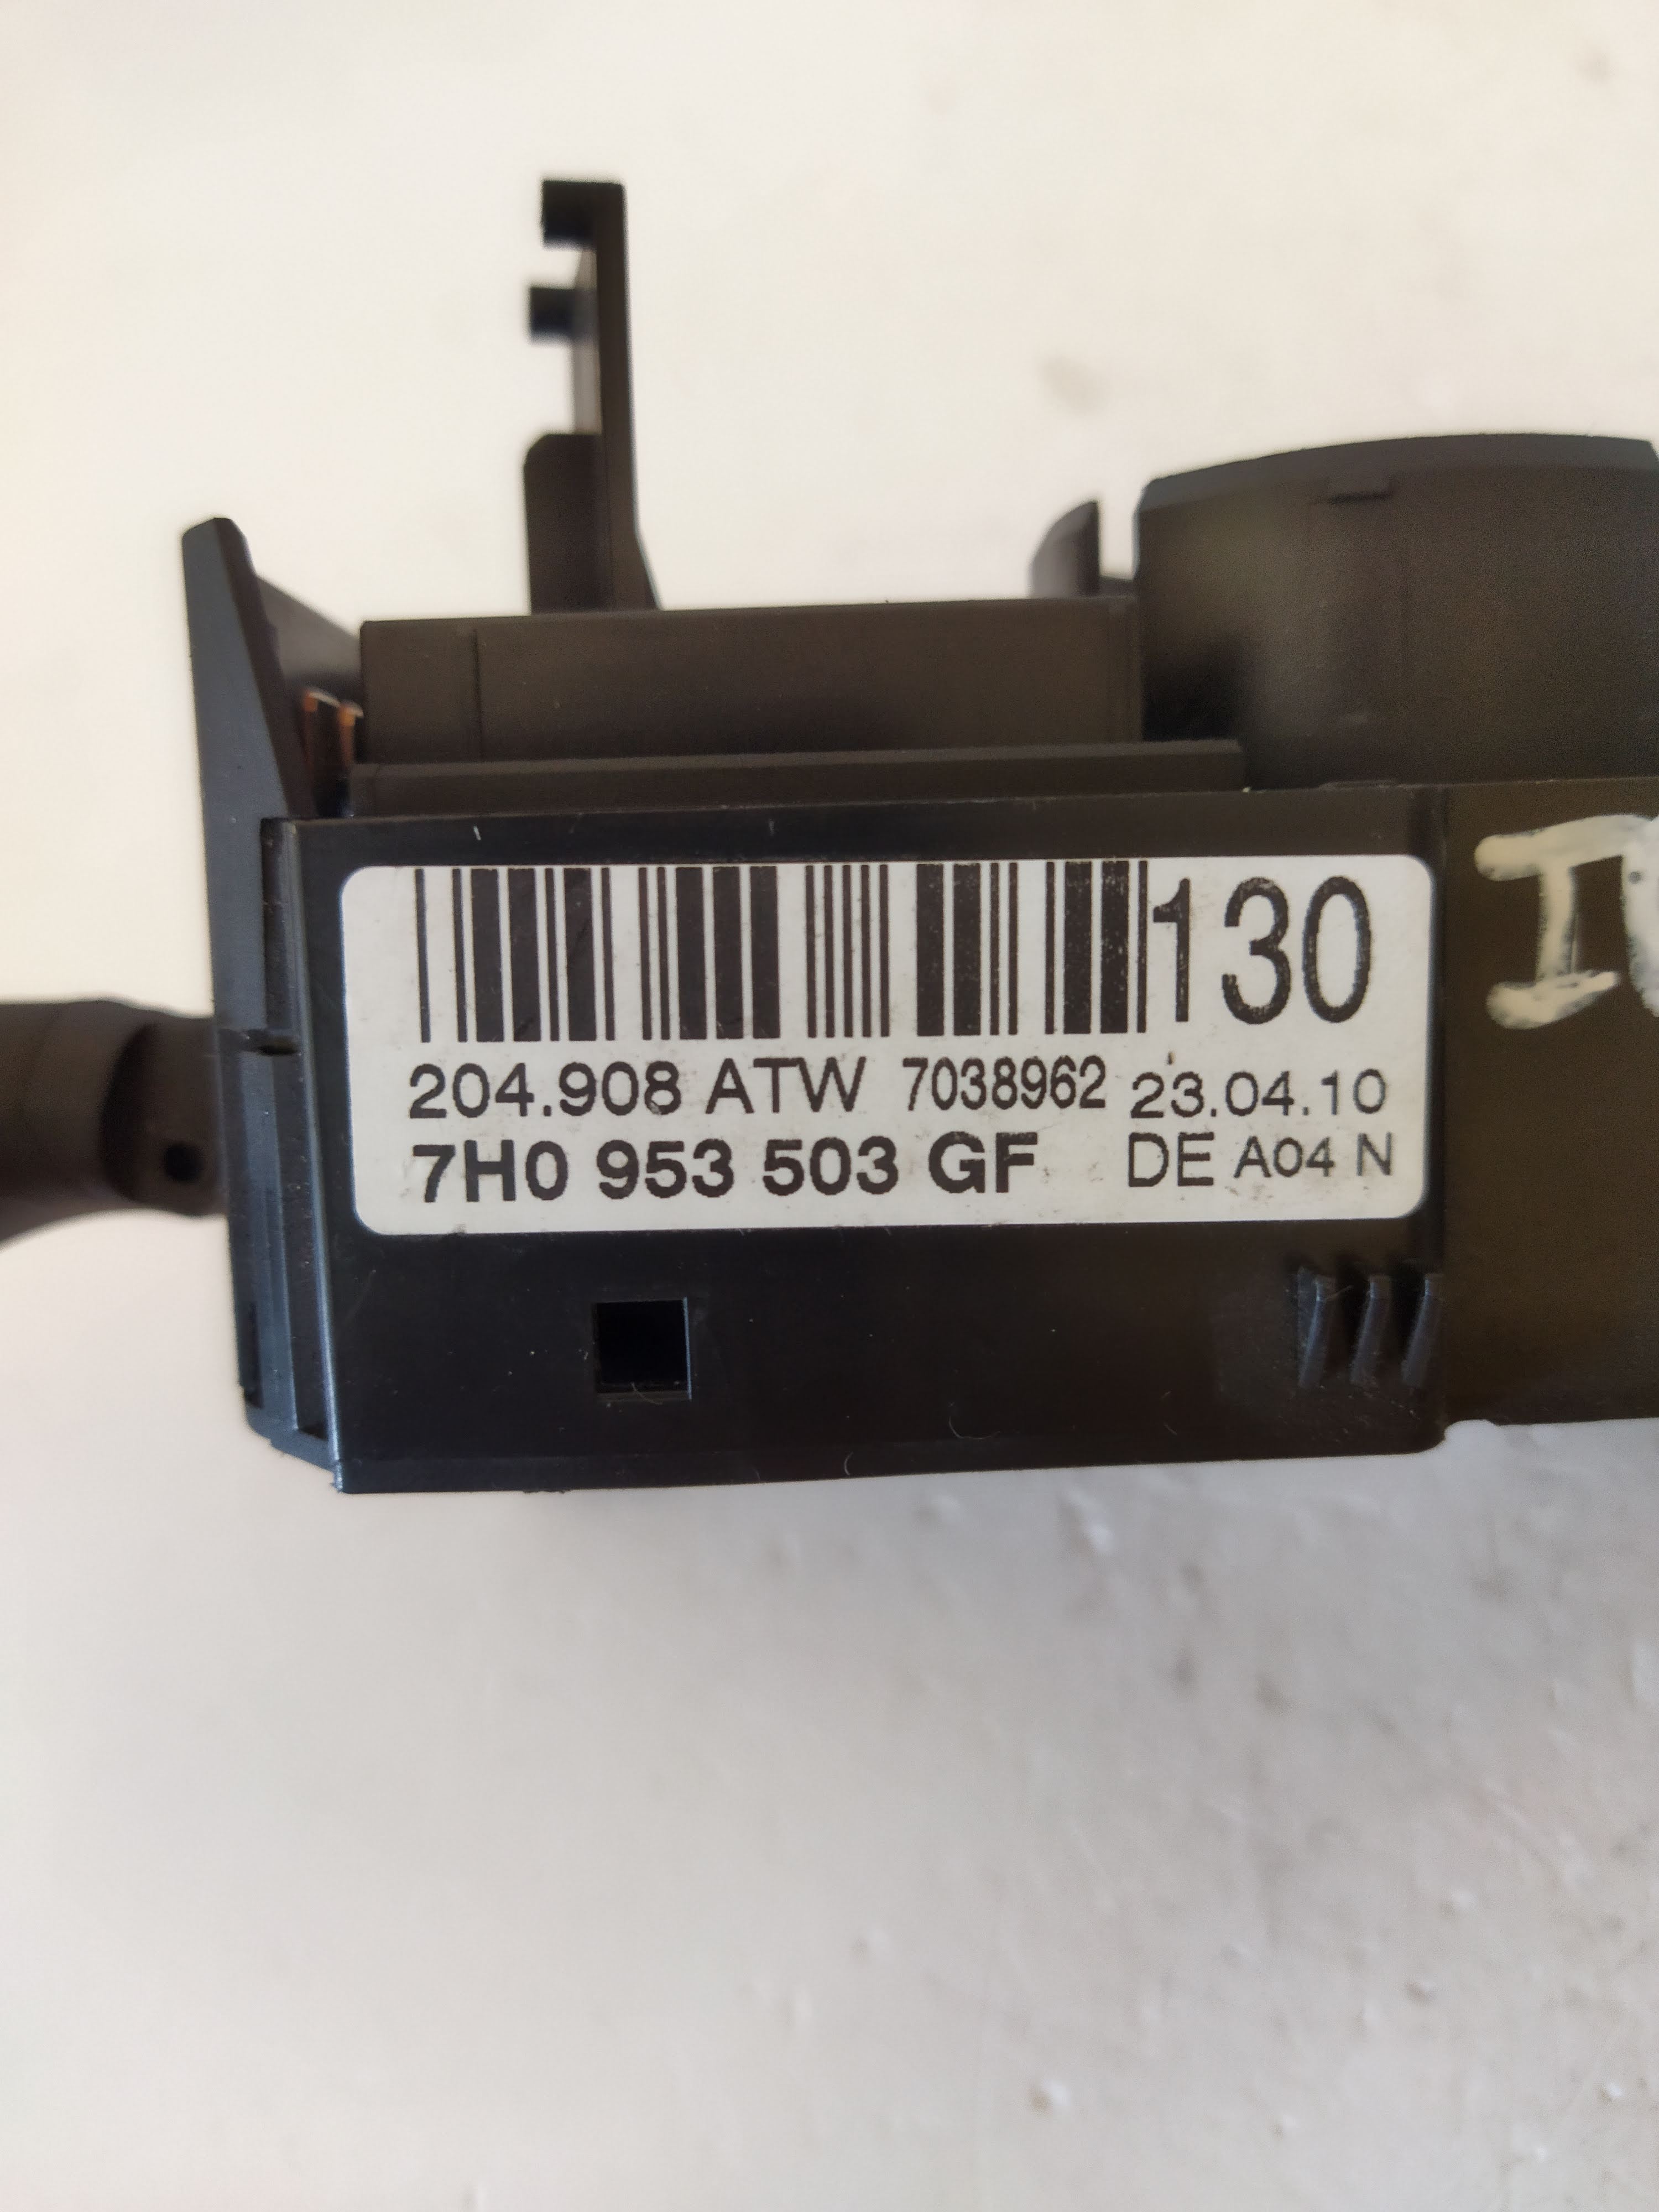 130
204.908 ATW 7038962 23.04.10
7H0 953 503 GF DE A04 N